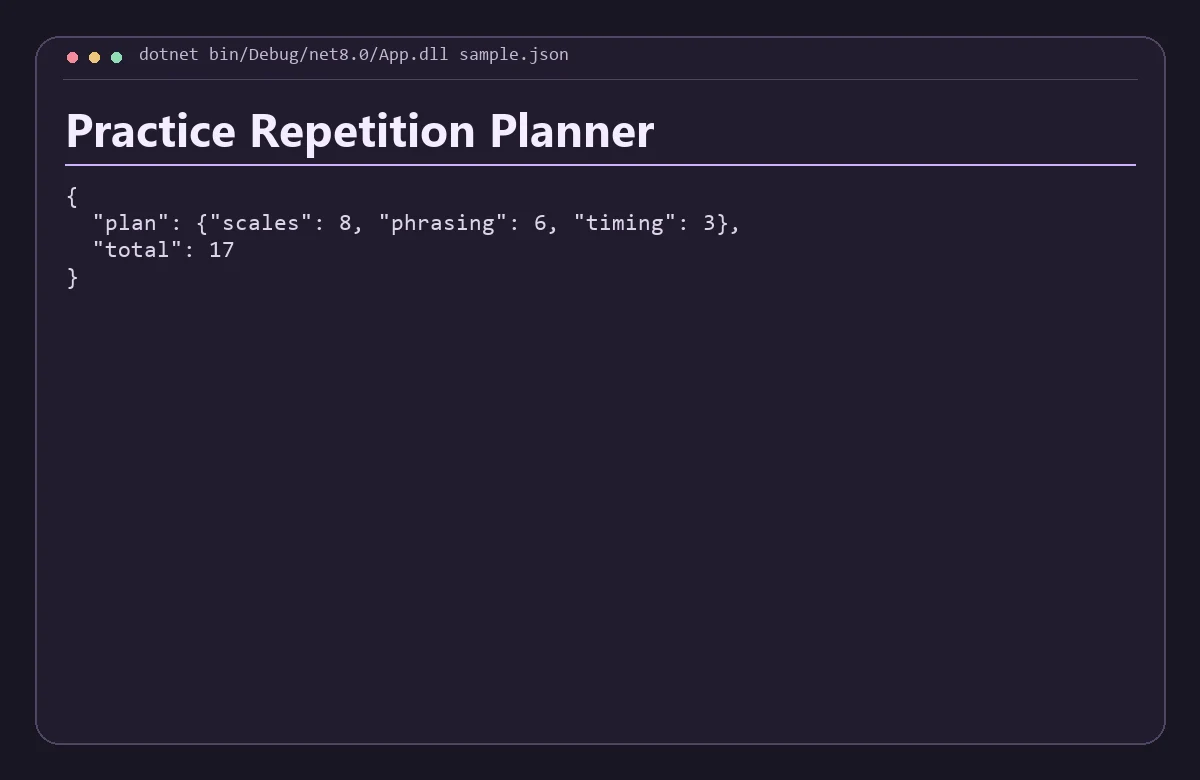 dotnet bin/Debug/net8.0/App.dll sample.json
Practice Repetition Planner
{
  "plan": {"scales": 8, "phrasing": 6, "timing": 3},
  "total": 17
}